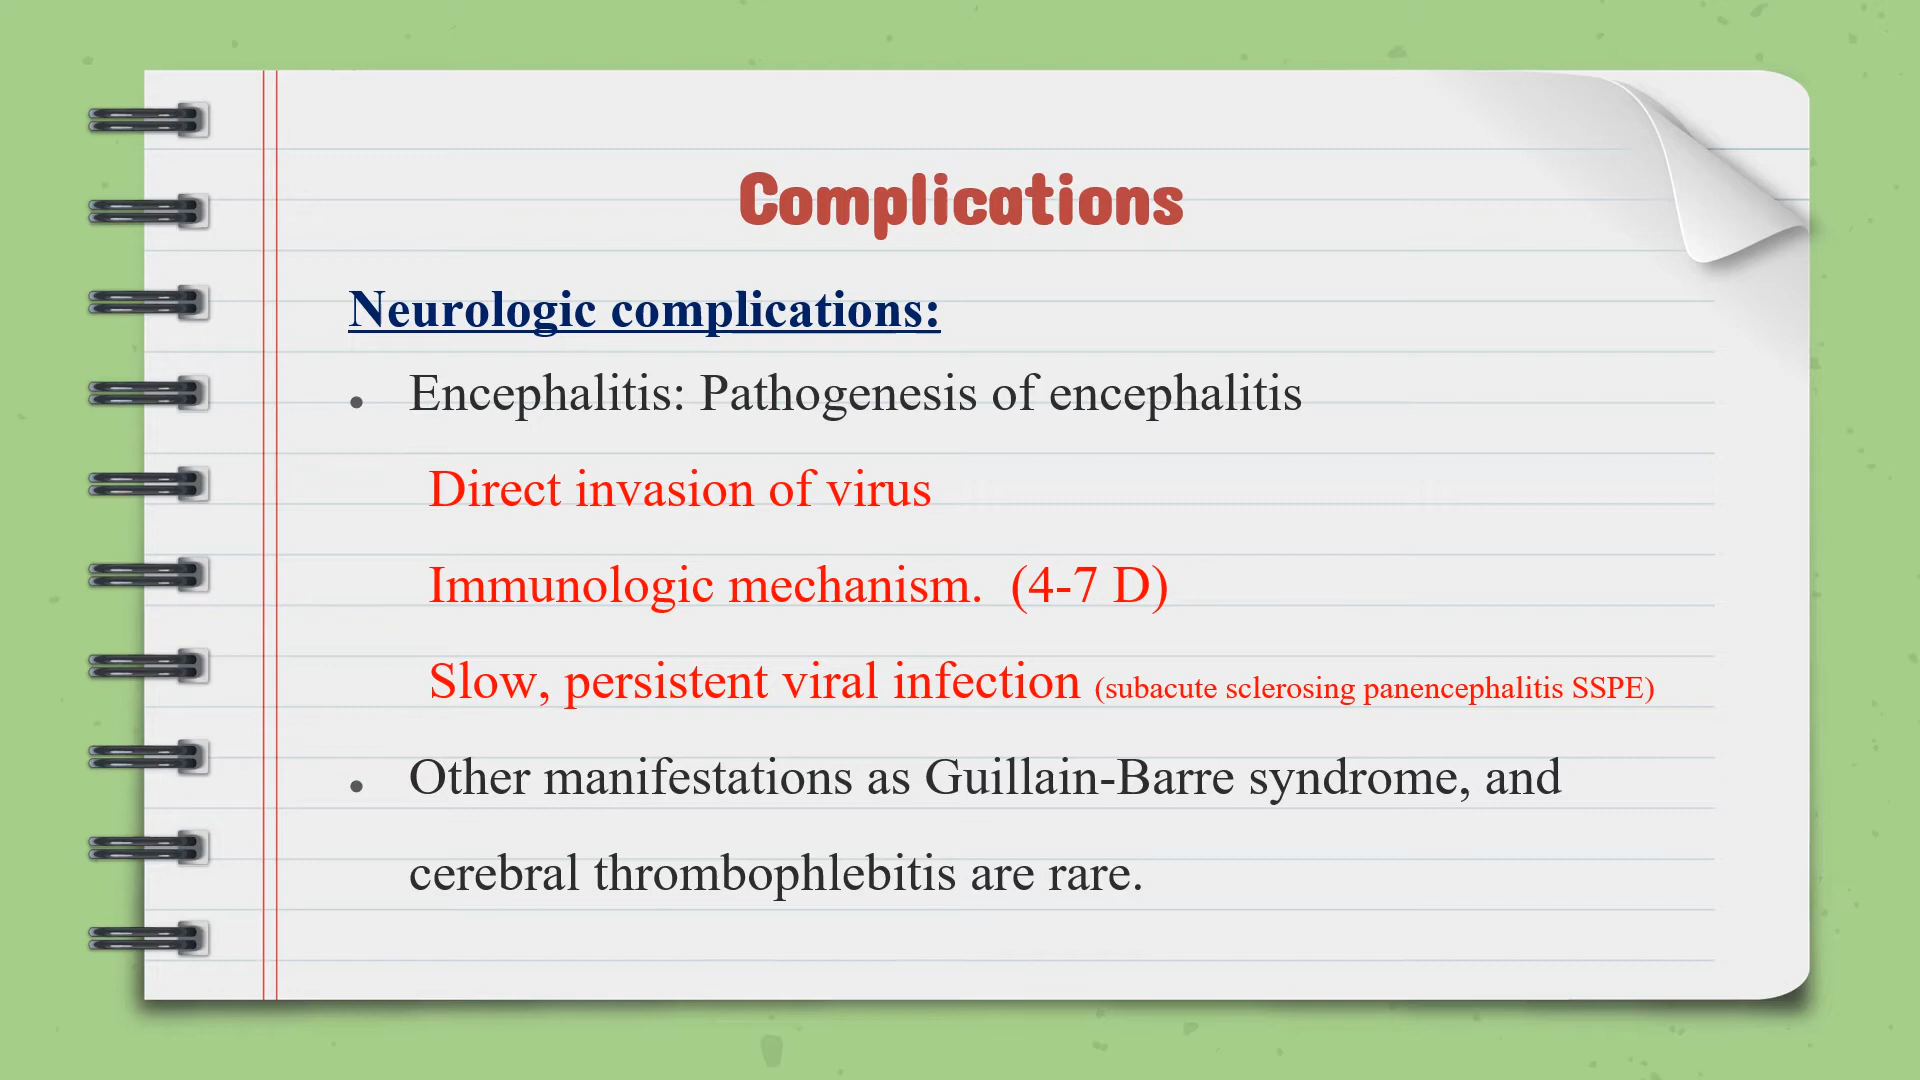 Complications
Neurologic complications:
• Encephalitis: Pathogenesis of encephalitis
Direct invasion of virus
Immunologic mechanism. (4-7 D)
Slow, persistent viral infection (subacute sclerosing panencephalitis SSPE)
• Other manifestations as Guillain-Barre syndrome, and
cerebral thrombophlebitis are rare.